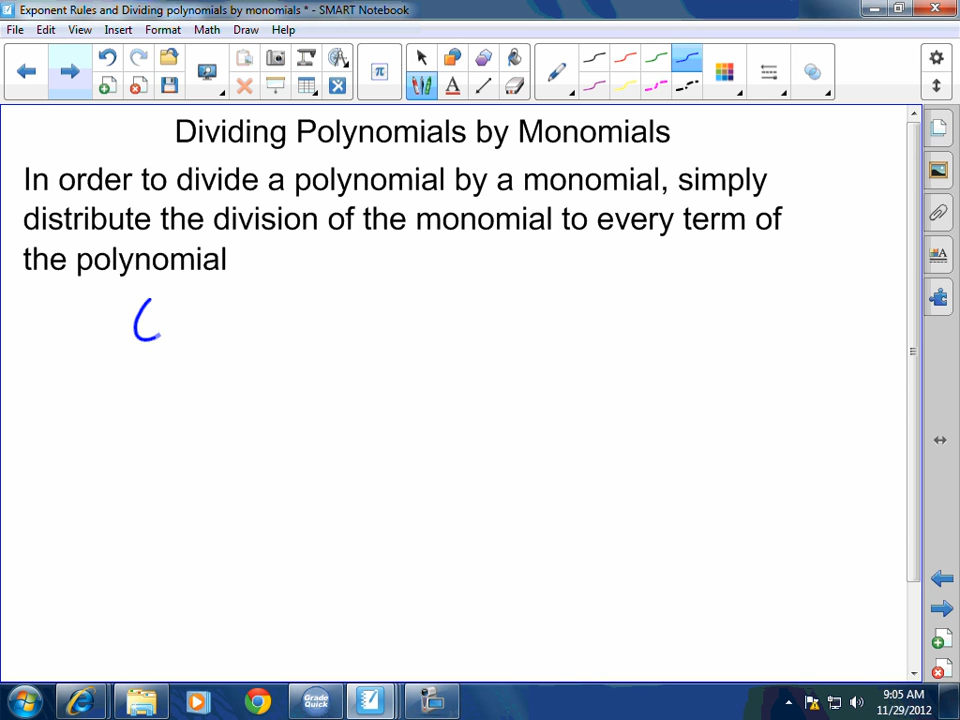 Exponent Rules and Dividing polynomials by monomials * - SMART Notebook
File Edit View Insert Format Math Draw Help
Dividing Polynomials by Monomials
In order to divide a polynomial by a monomial, simply
distribute the division of the monomial to every term of
the polynomial
Grade
Quick
9:05 AM
11/29/2012